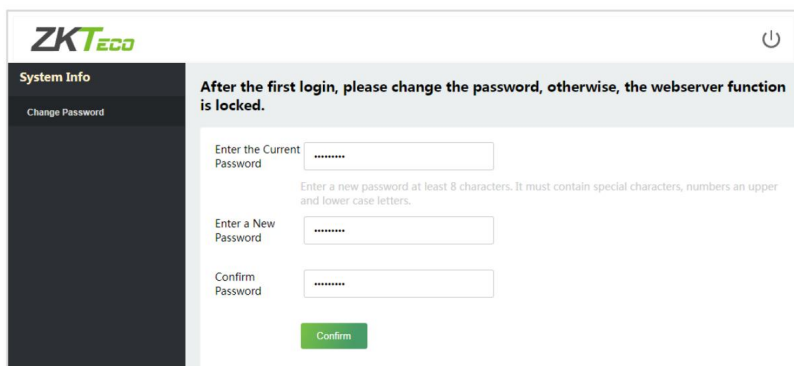 ZKTECO
System Info
Change Password
After the first login, please change the password, otherwise, the webserver function
is locked.
Enter the Current
Password
•••••••••
Enter a new password at least 8 characters. It must contain special characters, numbers an upper
and lower case letters.
Enter a New
Password
•••••••••
Confirm
Password
•••••••••
Confirm